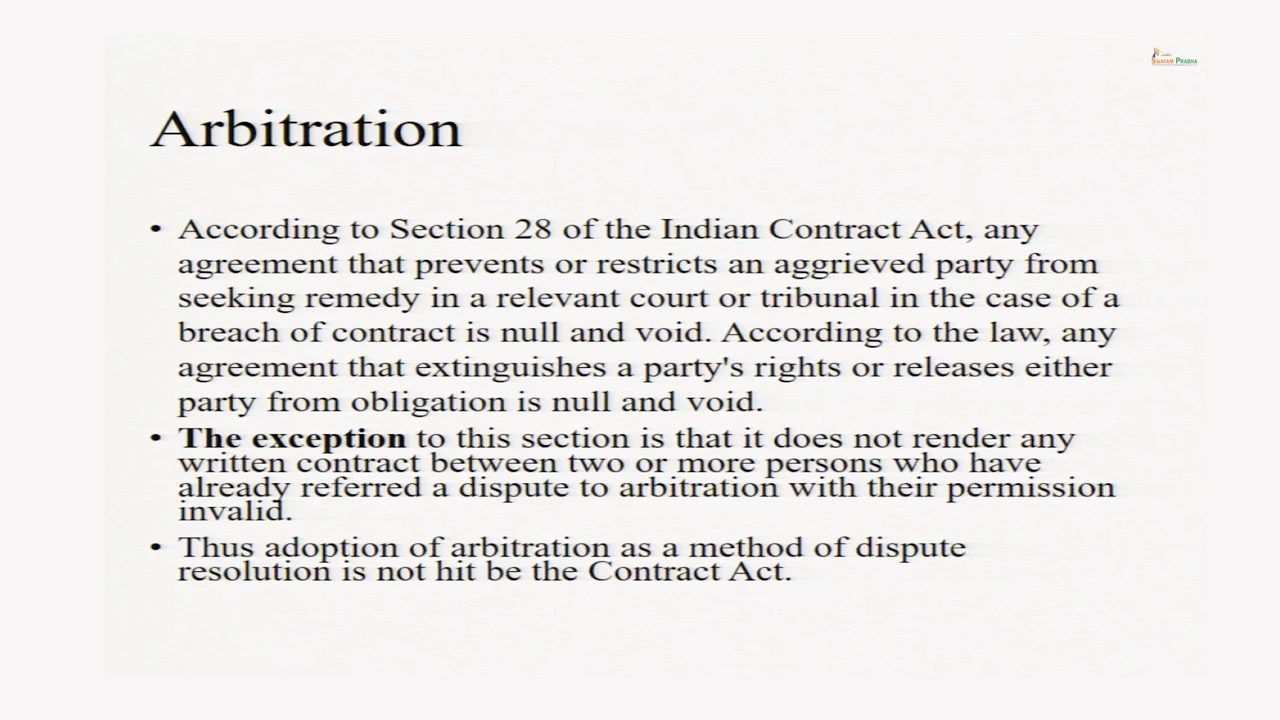 SWAYAM PRABHA
Arbitration
• According to Section 28 of the Indian Contract Act, any
agreement that prevents or restricts an aggrieved party from
seeking remedy in a relevant court or tribunal in the case of a
breach of contract is null and void. According to the law, any
agreement that extinguishes a party's rights or releases either
party from obligation is null and void.
• The exception to this section is that it does not render any
written contract between two or more persons who have
already referred a dispute to arbitration with their permission
invalid.
• Thus adoption of arbitration as a method of dispute
resolution is not hit be the Contract Act.